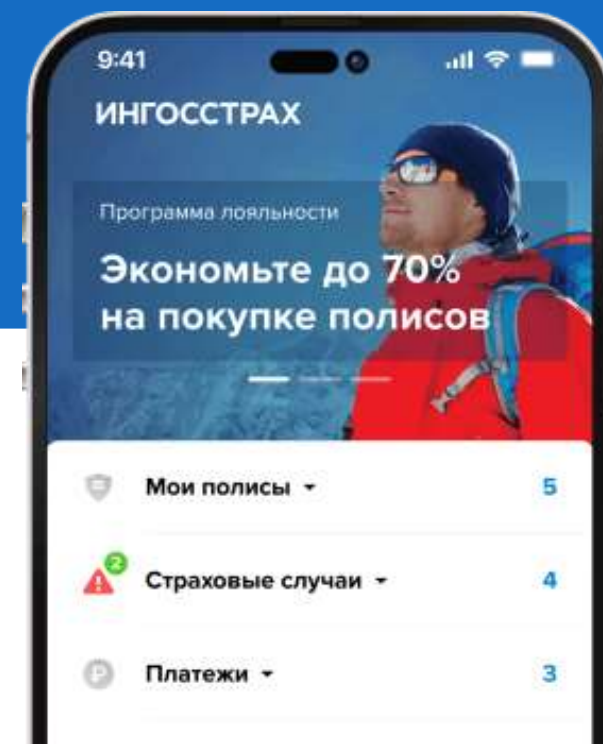 9:41
ИНГОССТРАХ
Программа лояльности
Экономьте до 70%
на покупке полисов
Мои полисы 5
2
Страховые случаи 4
Платежи 3